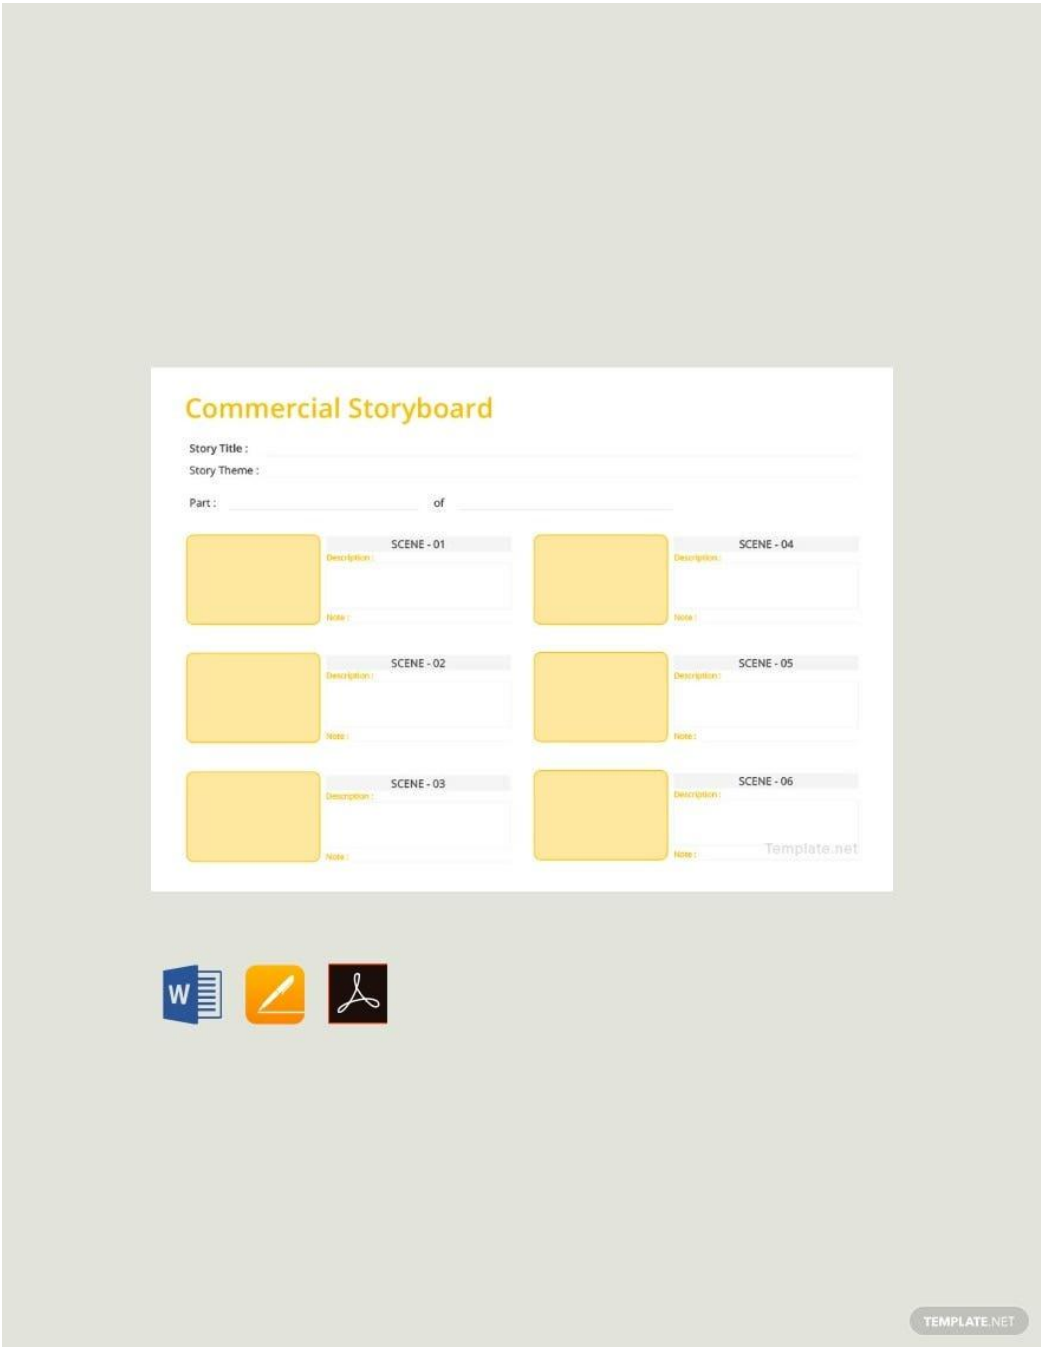 Commercial Storyboard
Story Title :
Story Theme :
Part :
of
SCENE - 01
Description :
Note :
SCENE - 02
Description :
Note :
SCENE - 03
Description :
Note :
SCENE - 04
Description :
Note :
SCENE - 05
Description :
Note :
SCENE - 06
Description :
Note :
Template.net
W
TEMPLATE.NET